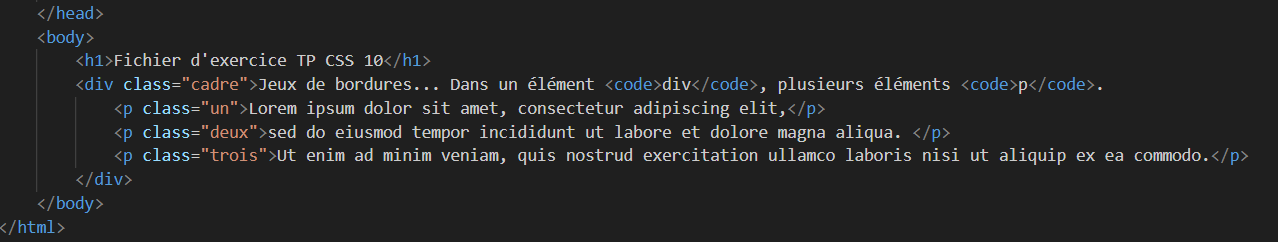 </head>
<body>
<h1>Fichier d'exercice TP CSS 10</h1>
<div class="cadre">Jeux de bordures... Dans un élément <code>div</code>, plusieurs éléments <code>p</code>.
<p class="un">Lorem ipsum dolor sit amet, consectetur adipiscing elit,</p>
<p class="deux">sed do eiusmod tempor incididunt ut labore et dolore magna aliqua. </p>
<p class="trois">Ut enim ad minim veniam, quis nostrud exercitation ullamco laboris nisi ut aliquip ex ea commodo.</p>
</div>
</body>
</html>